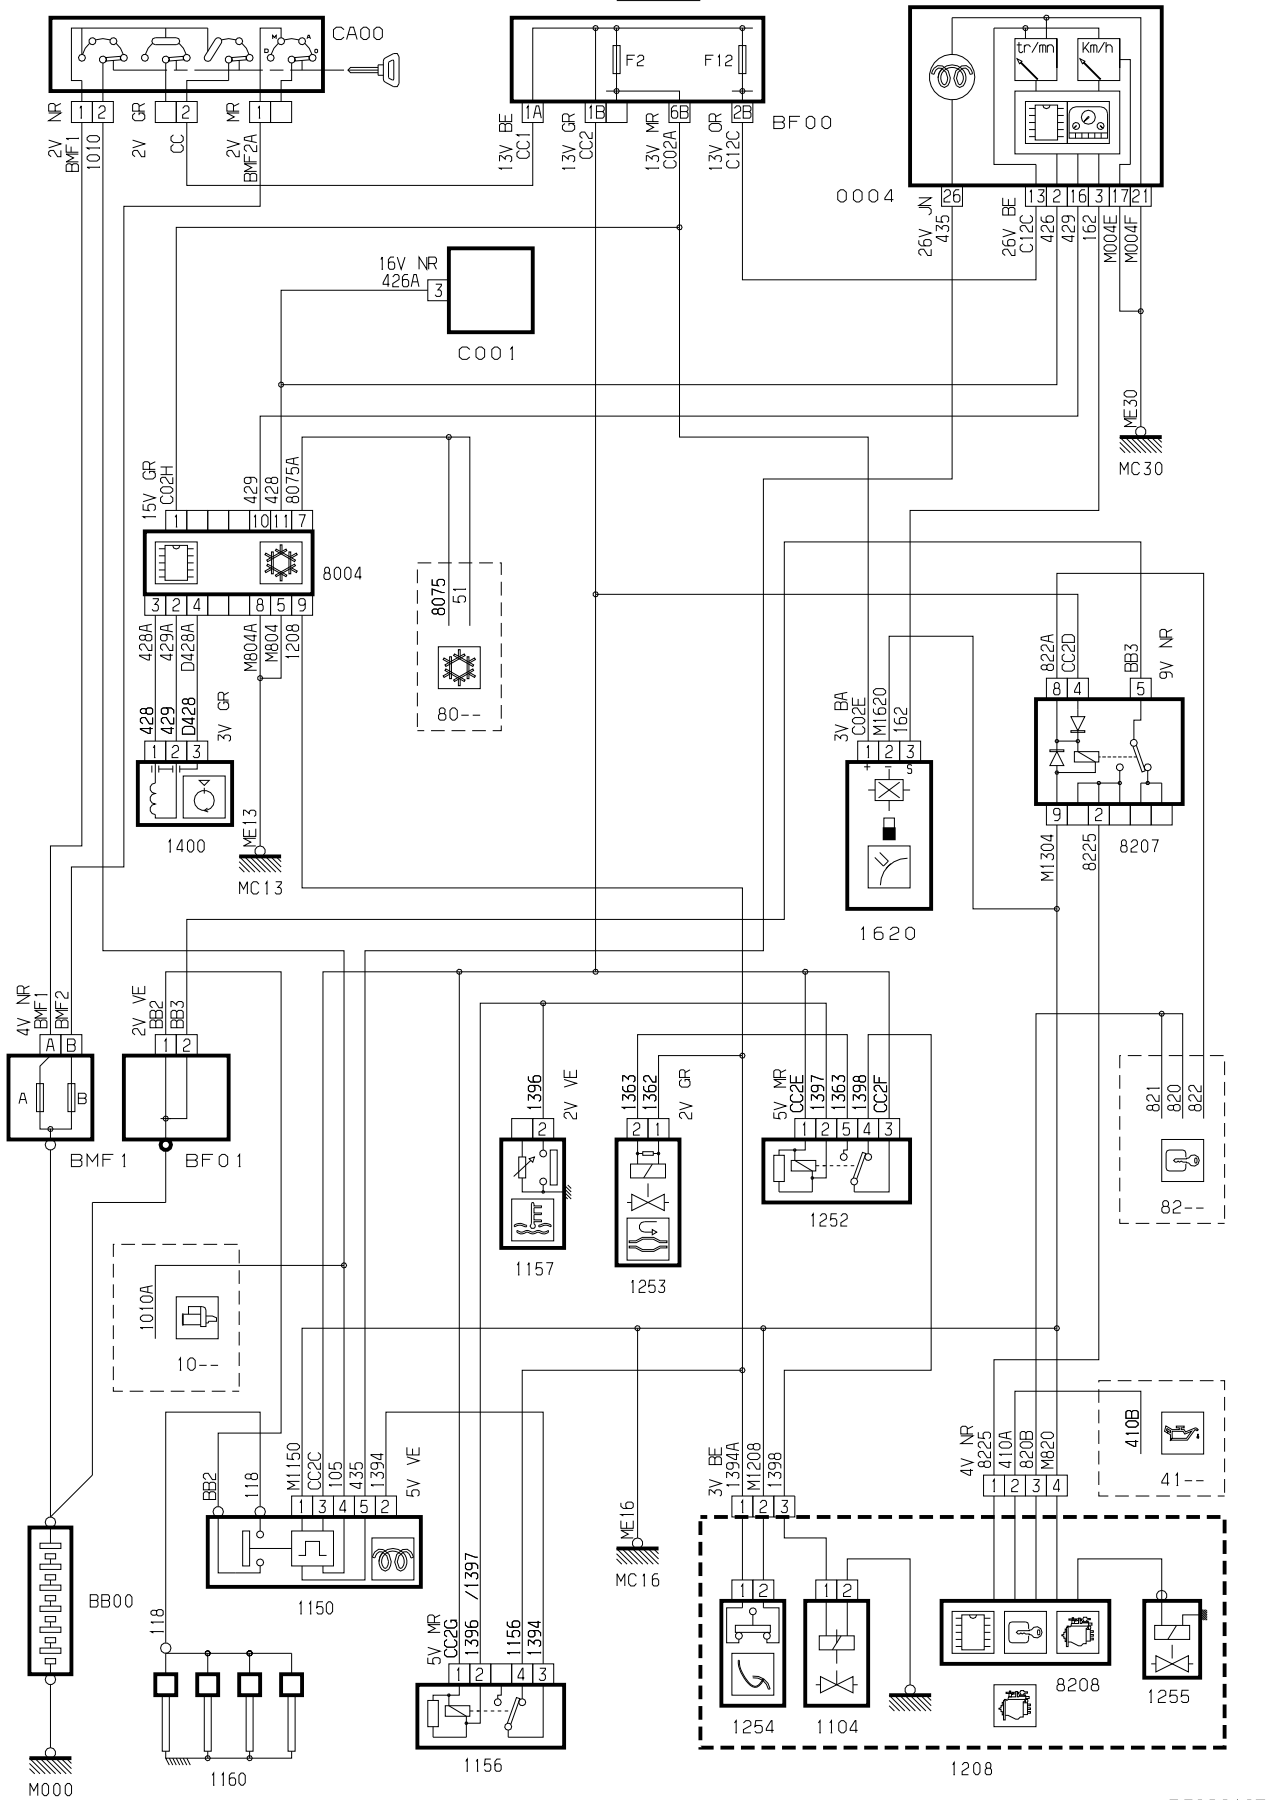 CA00
M
A
D
O
1
2
2
1
2V NR
BMF1
1010
2V GR
CC
2V MR
BMF2A
F2
F12
1A
1B
6B
2B
BF00
13V BE
CC1
13V GR
CC2
13V MR
C02A
13V OR
C12C
tr/mn
Km/h
0004
26
13
2
16
3
17
21
26V JN
435
26V BE
C12C
426
429
162
M004E
M004F
ME30
MC30
16V NR
426A
3
C001
15V GR
C02H
429
428
8075A
1
10
11
7
8004
3
2
4
8
5
9
428A
429A
D428A
M804A
M804
1208
428
429
D428
3V GR
1
2
3
1400
ME13
MC13
8075
51
80--
3V BA
C02E
M1620
162
1
2
3
+
-
S
1620
822A
CC2D
BB3
9V NR
8
4
5
9
2
8207
M1304
8225
4V NR
BMF1
BMF2
A
B
A
B
BMF1
2V VE
BB2
BB3
1
2
BF01
1396
2V VE
2
1157
1363
1362
2V GR
2
1
1253
5V MR
CC2E
1397
1363
1398
CC2F
1
2
5
4
3
1252
821
820
822
82--
1010A
10--
BB2
118
M1150
CC2C
105
435
1394
5V VE
1
3
4
5
2
1150
118
1160
BB00
M000
5V MR
CC2G
1396 /1397
1156
1394
1
2
4
3
1156
ME16
MC16
3V BE
1394A
M1208
1398
1
2
3
1
2
1254
1
2
1104
4V NR
8225
410A
820B
M820
1
2
3
4
410B
41--
8208
1255
1208